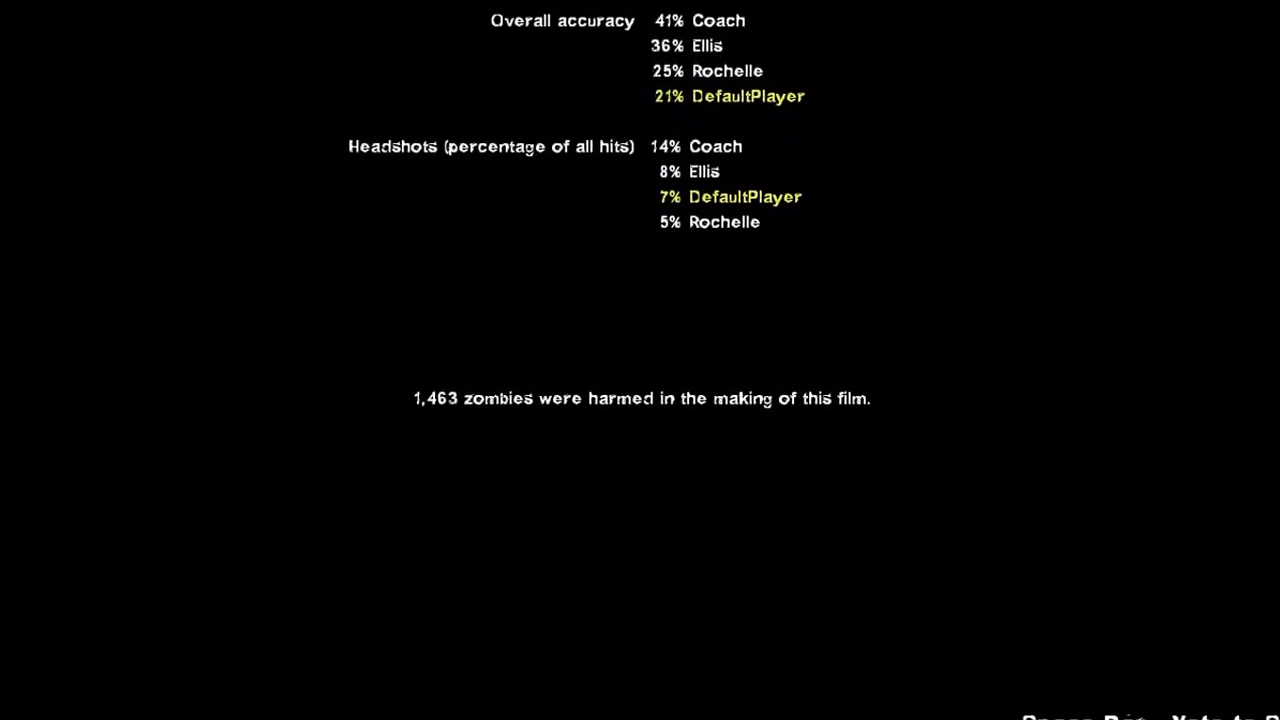 Overall accuracy 41% Coach
36% Ellis
25% Rochelle
21% DefaultPlayer
Headshots (percentage of all hits) 14% Coach
8% Ellis
7% DefaultPlayer
5% Rochelle
1,463 zombies were harmed in the making of this film.